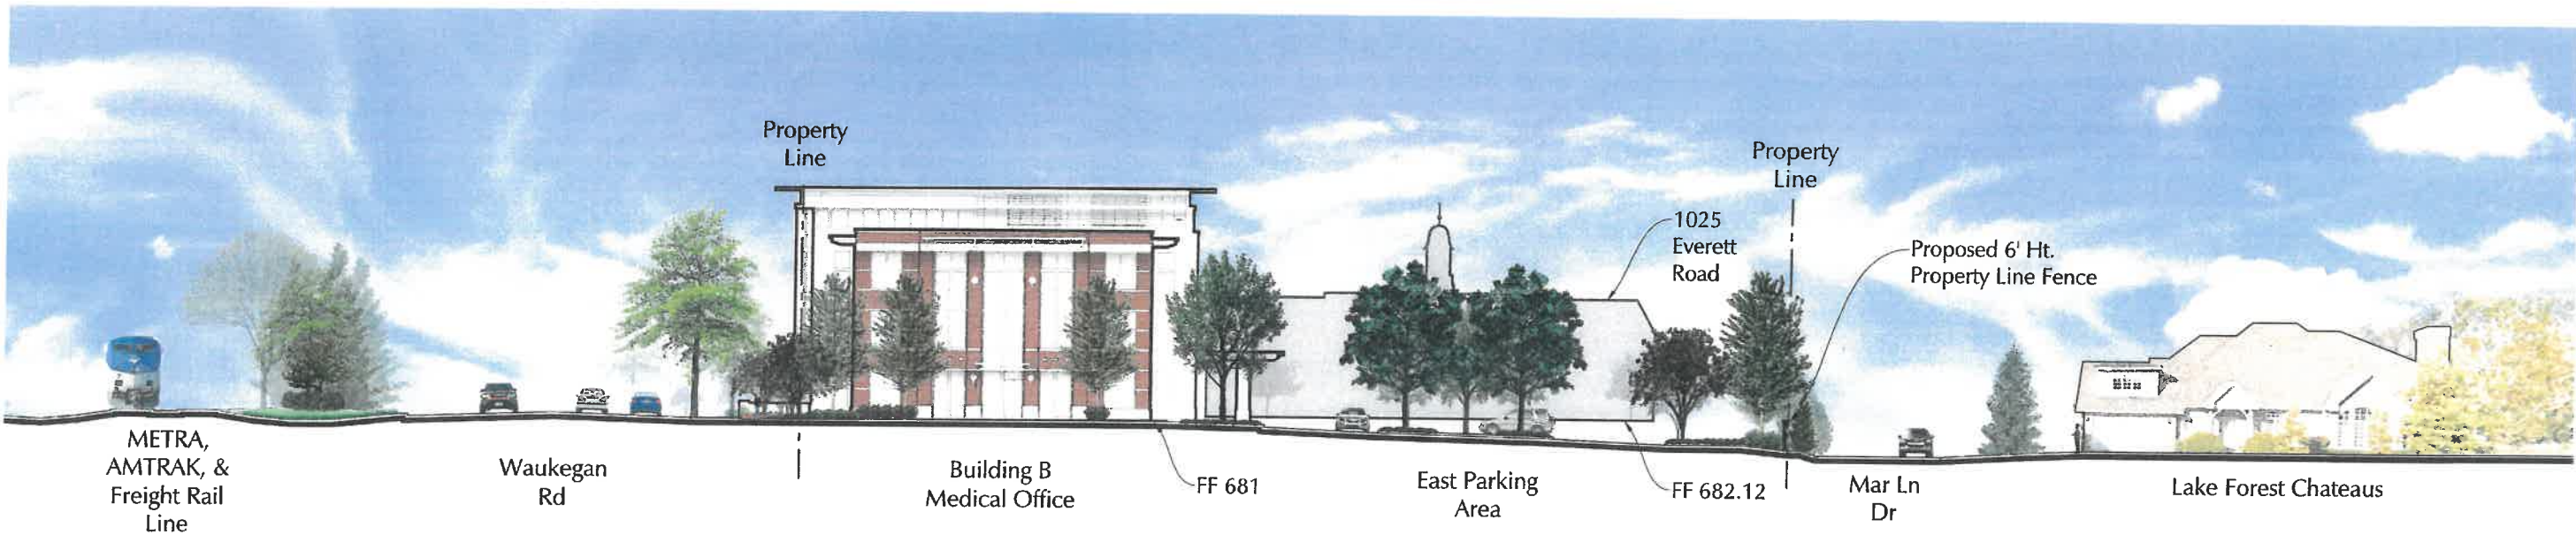 Property
Line
Property
Line
1025
Everett
Road
Proposed 6' Ht.
Property Line Fence
METRA,
AMTRAK, &
Freight Rail
Line
Waukegan
Rd
Building B
Medical Office
FF 681
East Parking
Area
FF 682.12
Mar Ln
Dr
Lake Forest Chateaus